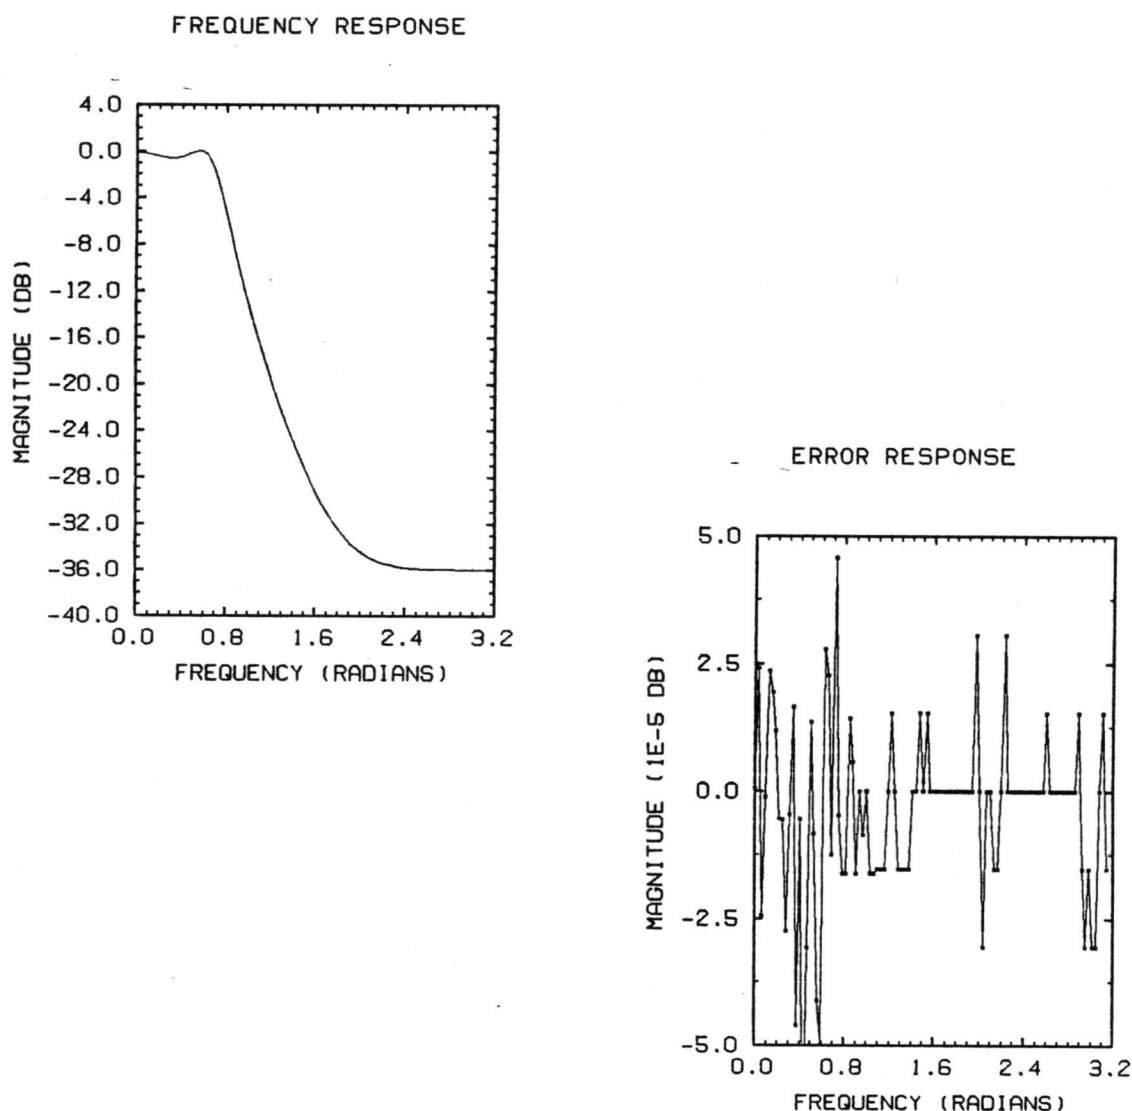 FREQUENCY RESPONSE
4.0
0.0
-4.0
-8.0
-12.0
-16.0
-20.0
-24.0
-28.0
-32.0
-36.0
-40.0
MAGNITUDE (DB)
0.0 0.8 1.6 2.4 3.2
FREQUENCY (RADIANS)
ERROR RESPONSE
5.0
2.5
0.0
-2.5
-5.0
MAGNITUDE (1E-5 DB)
0.0 0.8 1.6 2.4 3.2
FREQUENCY (RADIANS)